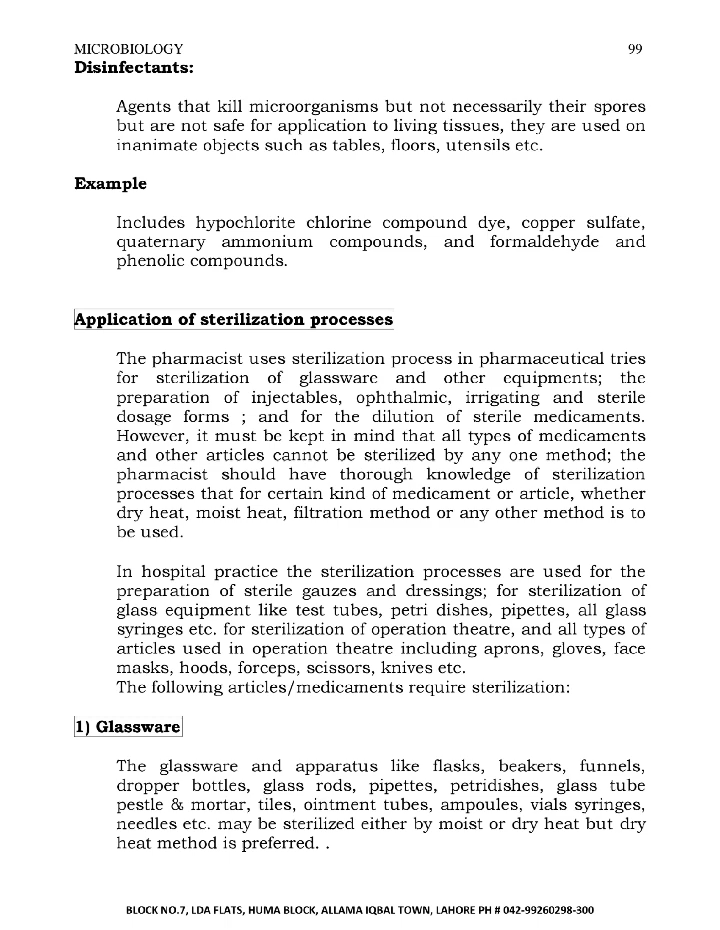 MICROBIOLOGY 99
Disinfectants:
Agents that kill microorganisms but not necessarily their spores
but are not safe for application to living tissues, they are used on
inanimate objects such as tables, floors, utensils etc.
Example
Includes hypochlorite chlorine compound dye, copper sulfate,
quaternary ammonium compounds, and formaldehyde and
phenolic compounds.
Application of sterilization processes
The pharmacist uses sterilization process in pharmaceutical tries
for sterilization of glassware and other equipments; the
preparation of injectables, ophthalmic, irrigating and sterile
dosage forms ; and for the dilution of sterile medicaments.
However, it must be kept in mind that all types of medicaments
and other articles cannot be sterilized by any one method; the
pharmacist should have thorough knowledge of sterilization
processes that for certain kind of medicament or article, whether
dry heat, moist heat, filtration method or any other method is to
be used.
In hospital practice the sterilization processes are used for the
preparation of sterile gauzes and dressings; for sterilization of
glass equipment like test tubes, petri dishes, pipettes, all glass
syringes etc. for sterilization of operation theatre, and all types of
articles used in operation theatre including aprons, gloves, face
masks, hoods, forceps, scissors, knives etc.
The following articles/medicaments require sterilization:
1) Glassware
The glassware and apparatus like flasks, beakers, funnels,
dropper bottles, glass rods, pipettes, petridishes, glass tube
pestle & mortar, tiles, ointment tubes, ampoules, vials syringes,
needles etc. may be sterilized either by moist or dry heat but dry
heat method is preferred. .
BLOCK NO.7, LDA FLATS, HUMA BLOCK, ALLAMA IQBAL TOWN, LAHORE PH # 042-99260298-300